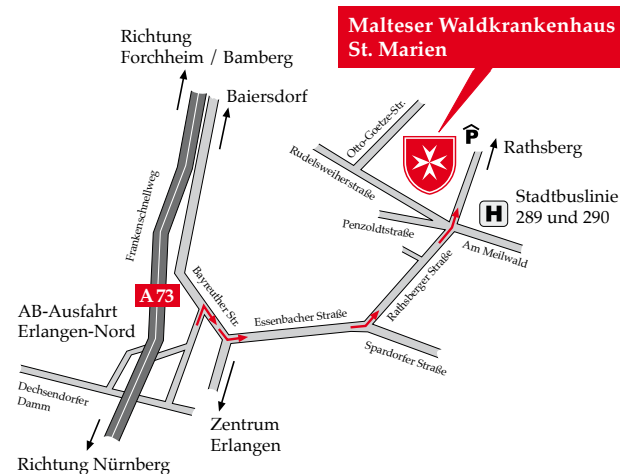 Malteser Waldkrankenhaus
St. Marien
Richtung
Forchheim / Bamberg
Baiersdorf
Otto-Goetze-Str.
P
Rathsberg
Rudelsweiherstraße
H
Stadtbuslinie
289 und 290
Penzoldtstraße
Am Meilwald
Frankenschnellweg
Bayreuther Str.
Rathsberger Straße
A 73
AB-Ausfahrt
Erlangen-Nord
Essenbacher Straße
Spardorfer Straße
Dechsendorfer
Damm
Zentrum
Erlangen
Richtung Nürnberg